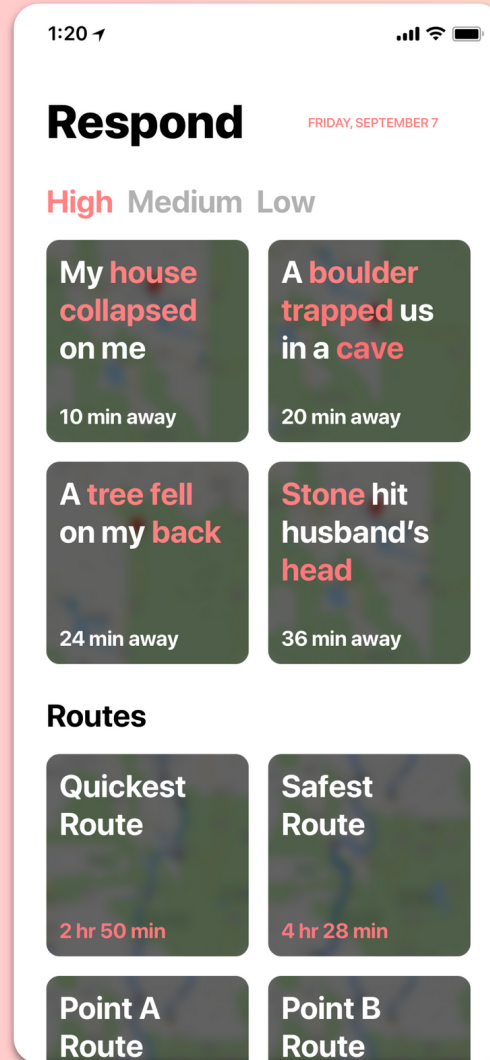 1:20
Respond
FRIDAY, SEPTEMBER 7
High Medium Low
My house
collapsed
on me
10 min away
A boulder
trapped us
in a cave
20 min away
A tree fell
on my back
24 min away
Stone hit
husband’s
head
36 min away
Routes
Quickest
Route
2 hr 50 min
Safest
Route
4 hr 28 min
Point A
Route
Point B
Route